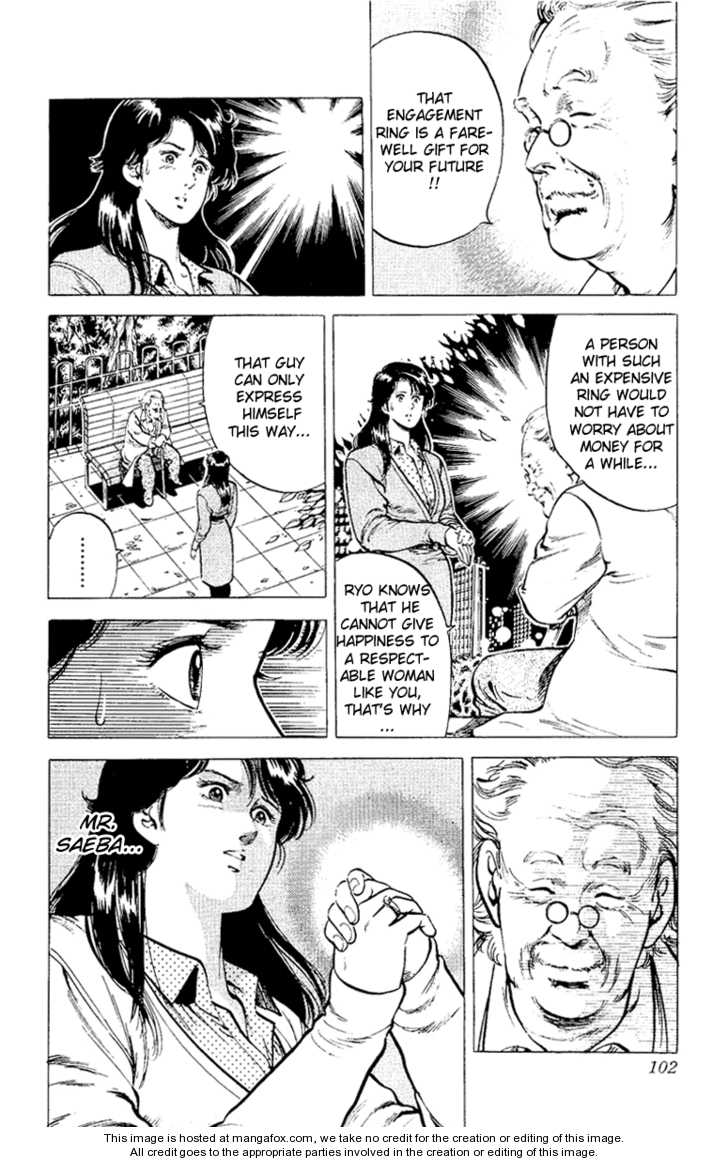 THAT
ENGAGEMENT
RING IS A FARE-
WELL GIFT FOR
YOUR FUTURE
!!
A PERSON
WITH SUCH
AN EXPENSIVE
RING WOULD
NOT HAVE TO
WORRY ABOUT
MONEY FOR
A WHILE...
RYO KNOWS
THAT HE
CANNOT GIVE
HAPPINESS TO
A RESPECT-
ABLE WOMAN
LIKE YOU,
THAT'S WHY
...
THAT GUY
CAN ONLY
EXPRESS
HIMSELF
THIS WAY...
........
MR.
SAEBA...
102
This image is hosted at mangafox.com, we take no credit for the creation or editing of this image.
All credit goes to the appropriate parties involved in the creation or editing of this image.